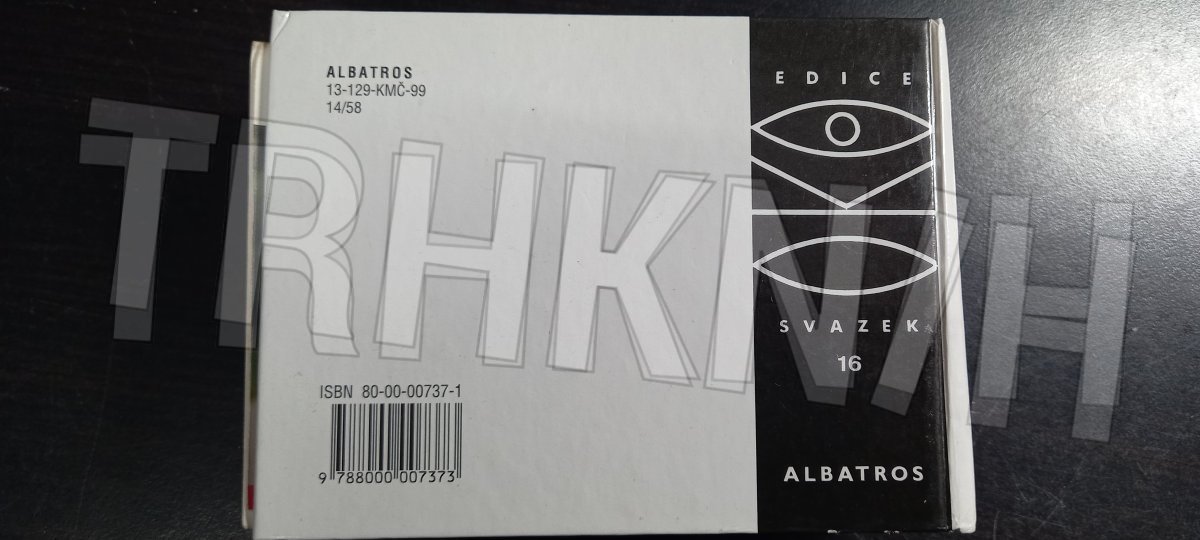 ALBATROS
13-129-KMČ-99
14/58
ISBN 80-00-00737-1
9 788000 007373
EDICE
SVAZEK
16
ALBATROS
TRHKNIH